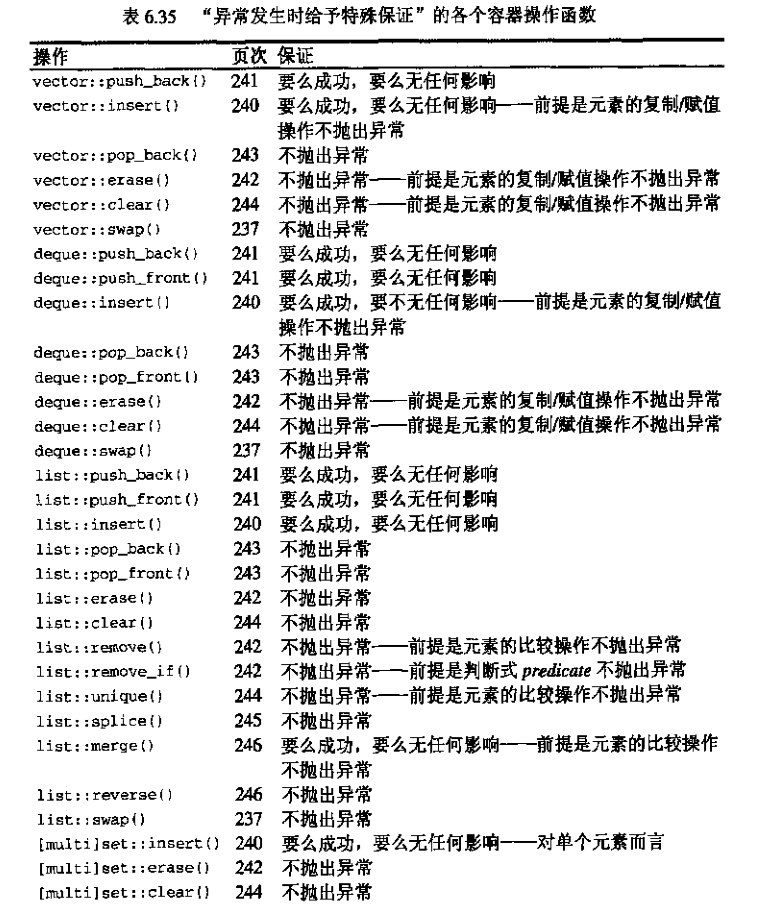 表 6.35 “异常发生时给予特殊保证”的各个容器操作函数
操作 页次 保证
vector::push_back() 241 要么成功，要么无任何影响
vector::insert() 240 要么成功，要么无任何影响——前提是元素的复制/赋值
操作不抛出异常
vector::pop_back() 243 不抛出异常
vector::erase() 242 不抛出异常——前提是元素的复制/赋值操作不抛出异常
vector::clear() 244 不抛出异常——前提是元素的复制/赋值操作不抛出异常
vector::swap() 237 不抛出异常
deque::push_back() 241 要么成功，要么无任何影响
deque::push_front() 241 要么成功，要么无任何影响
deque::insert() 240 要么成功，要不无任何影响——前提是元素的复制/赋值
操作不抛出异常
deque::pop_back() 243 不抛出异常
deque::pop_front() 243 不抛出异常
deque::erase() 242 不抛出异常——前提是元素的复制/赋值操作不抛出异常
deque::clear() 244 不抛出异常——前提是元素的复制/赋值操作不抛出异常
deque::swap() 237 不抛出异常
list::push_back() 241 要么成功，要么无任何影响
list::push_front() 241 要么成功，要么无任何影响
list::insert() 240 要么成功，要么无任何影响
list::pop_back() 243 不抛出异常
list::pop_front() 243 不抛出异常
list::erase() 242 不抛出异常
list::clear() 244 不抛出异常
list::remove() 242 不抛出异常——前提是元素的比较操作不抛出异常
list::remove_if() 242 不抛出异常——前提是判断式 predicate 不抛出异常
list::unique() 244 不抛出异常——前提是元素的比较操作不抛出异常
list::splice() 245 不抛出异常
list::merge() 246 要么成功，要么无任何影响——前提是元素的比较操作
不抛出异常
list::reverse() 246 不抛出异常
list::swap() 237 不抛出异常
[multi]set::insert() 240 要么成功，要么无任何影响——对单个元素而言
[multi]set::erase() 242 不抛出异常
[multi]set::clear() 244 不抛出异常